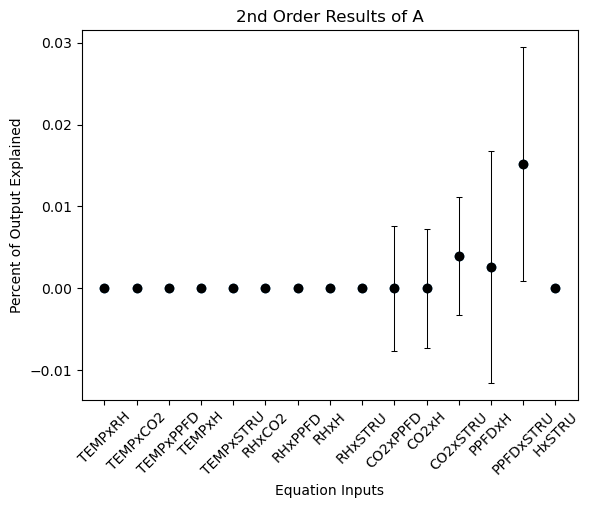 2nd Order Results of A
Percent of Output Explained
0.03
0.02
0.01
0.00
−0.01
TEMPxRH
TEMPxCO2
TEMPxPPFD
TEMPxH
TEMPxSTRU
RHxCO2
RHxPPFD
RHxH
RHxSTRU
CO2xPPFD
CO2xH
CO2xSTRU
PPFDxH
PPFDxSTRU
HxSTRU
Equation Inputs